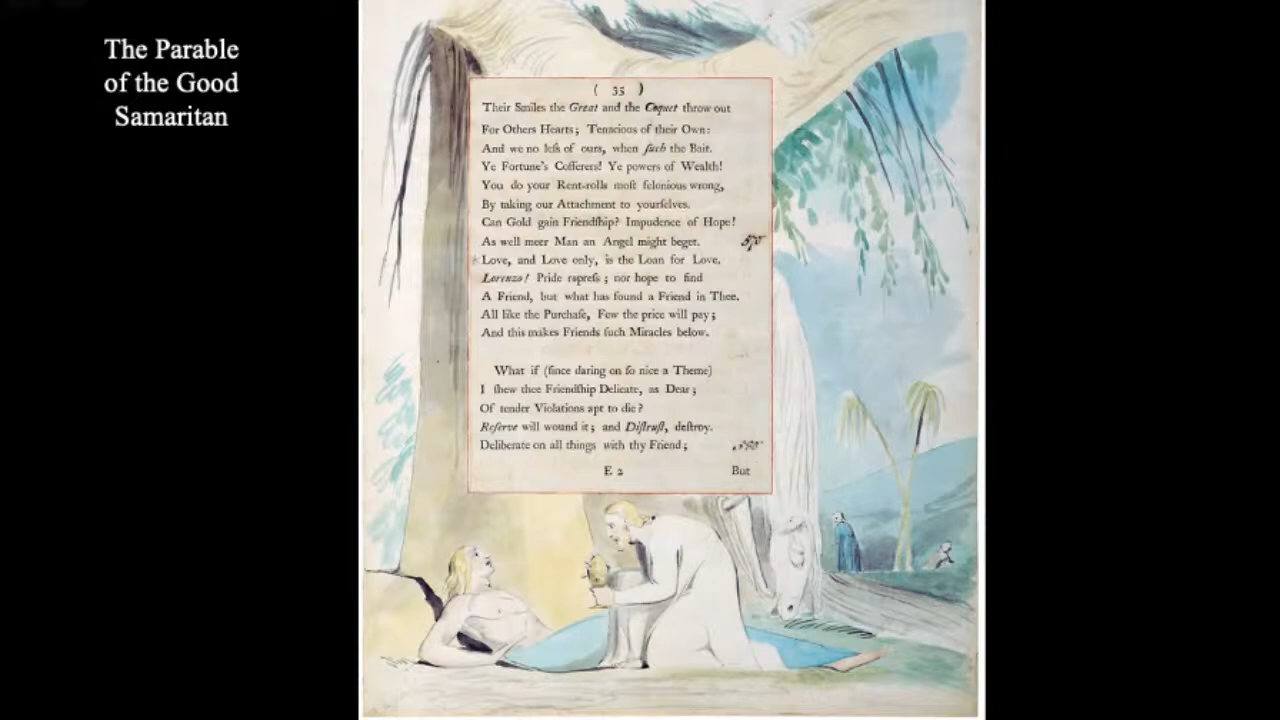 The Parable
of the Good
Samaritan
( 35 )
Their Smiles the Great and the Coquet throw out
For Others Hearts; Tenacious of their Own:
And we no leſs of ours, when ſuch the Bait.
Ye Fortune's Cofferers! Ye powers of Wealth!
You do your Rent-rolls moſt felonious wrong,
By taking our Attachment to yourſelves.
Can Gold gain Friendſhip? Impudence of Hope!
As well meer Man an Angel might beget.
Love, and Love only, is the Loan for Love.
Lorenzo! Pride repreſs; nor hope to find
A Friend, but what has found a Friend in Thee.
All like the Purchaſe, Few the price will pay;
And this makes Friends ſuch Miracles below.
What if (ſince daring on ſo nice a Theme)
I ſhew thee Friendſhip Delicate, as Dear;
Of tender Violations apt to die?
Reſerve will wound it; and Diſtruſt, deſtroy.
Deliberate on all things with thy Friend;
E 2 But